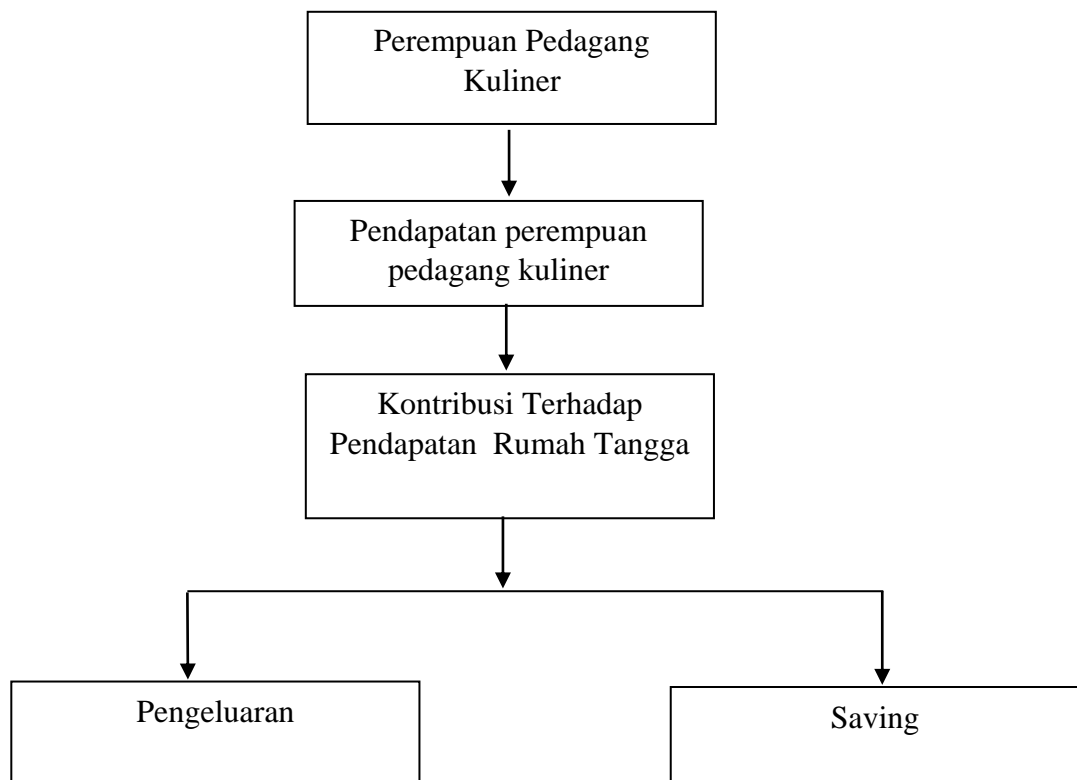 Perempuan Pedagang
Kuliner
Pendapatan perempuan
pedagang kuliner
Kontribusi Terhadap
Pendapatan  Rumah Tangga
Pengeluaran
Saving